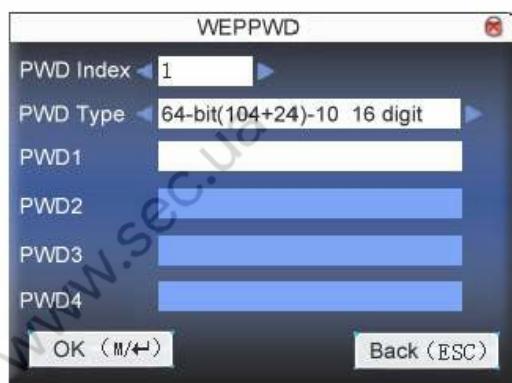 WEPPWD
PWD Index 1
PWD Type 64-bit(104+24)-10 16 digit
PWD1
PWD2
PWD3
PWD4
OK (M/↵) Back (ESC)
www.sec.ua